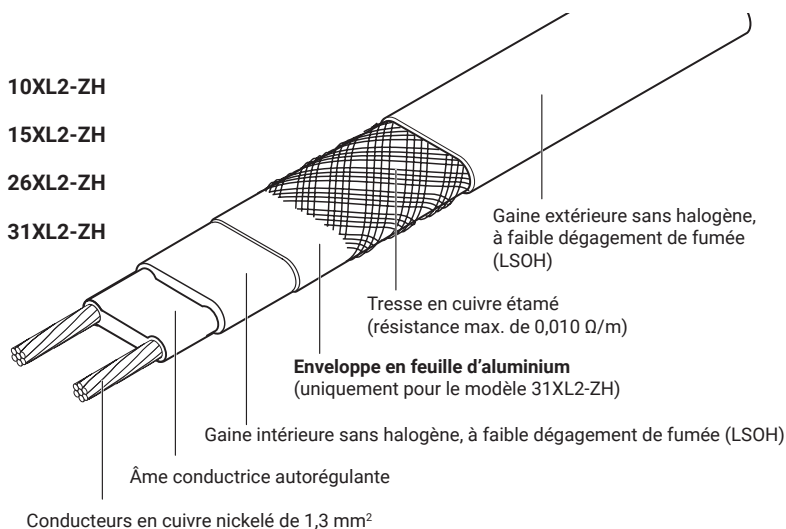 10XL2-ZH
15XL2-ZH
26XL2-ZH
31XL2-ZH
Gaine extérieure sans halogène,
à faible dégagement de fumée
(LSOH)
Tresse en cuivre étamé
(résistance max. de 0,010 Ω/m)
Enveloppe en feuille d’aluminium
(uniquement pour le modèle 31XL2-ZH)
Gaine intérieure sans halogène, à faible dégagement de fumée (LSOH)
Âme conductrice autorégulante
Conducteurs en cuivre nickelé de 1,3 mm²